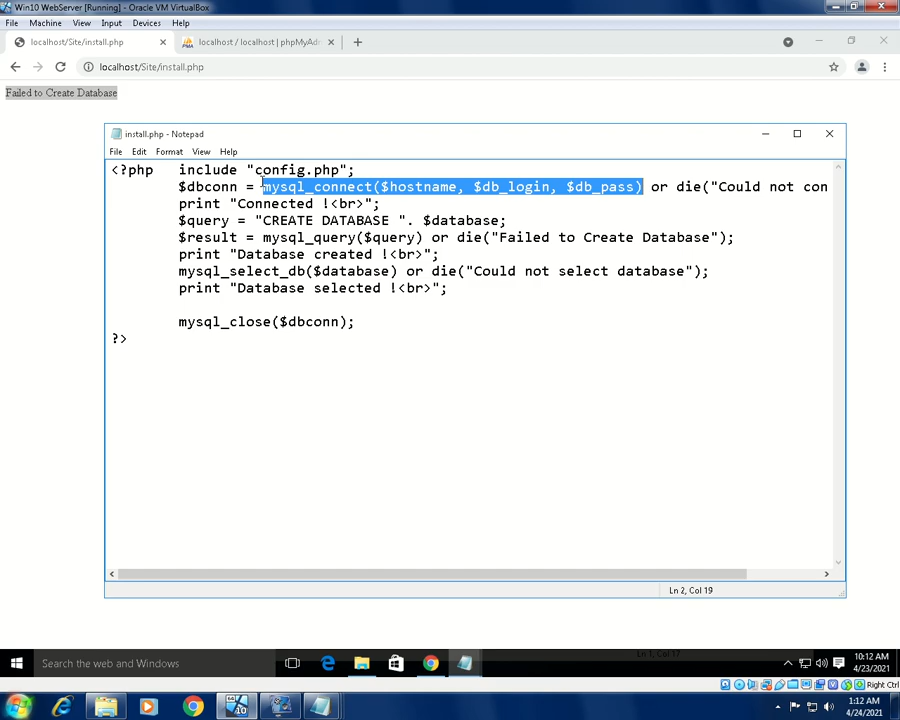 Win10 WebServer [Running] - Oracle VM VirtualBox
File Machine View Input Devices Help
localhost/Site/install.php
localhost / localhost | phpMyAdm
localhost/Site/install.php
Failed to Create Database
install.php - Notepad
File Edit Format View Help
<?php include "config.php";
$dbconn = mysql_connect($hostname, $db_login, $db_pass) or die("Could not con
print "Connected !<br>";
$query = "CREATE DATABASE ". $database;
$result = mysql_query($query) or die("Failed to Create Database");
print "Database created !<br>";
mysql_select_db($database) or die("Could not select database");
print "Database selected !<br>";
mysql_close($dbconn);
?>
Ln 2, Col 19
Ln 1, Col 17
Search the web and Windows
10:12 AM
4/23/2021
Right Ctrl
1:12 AM
4/24/2021